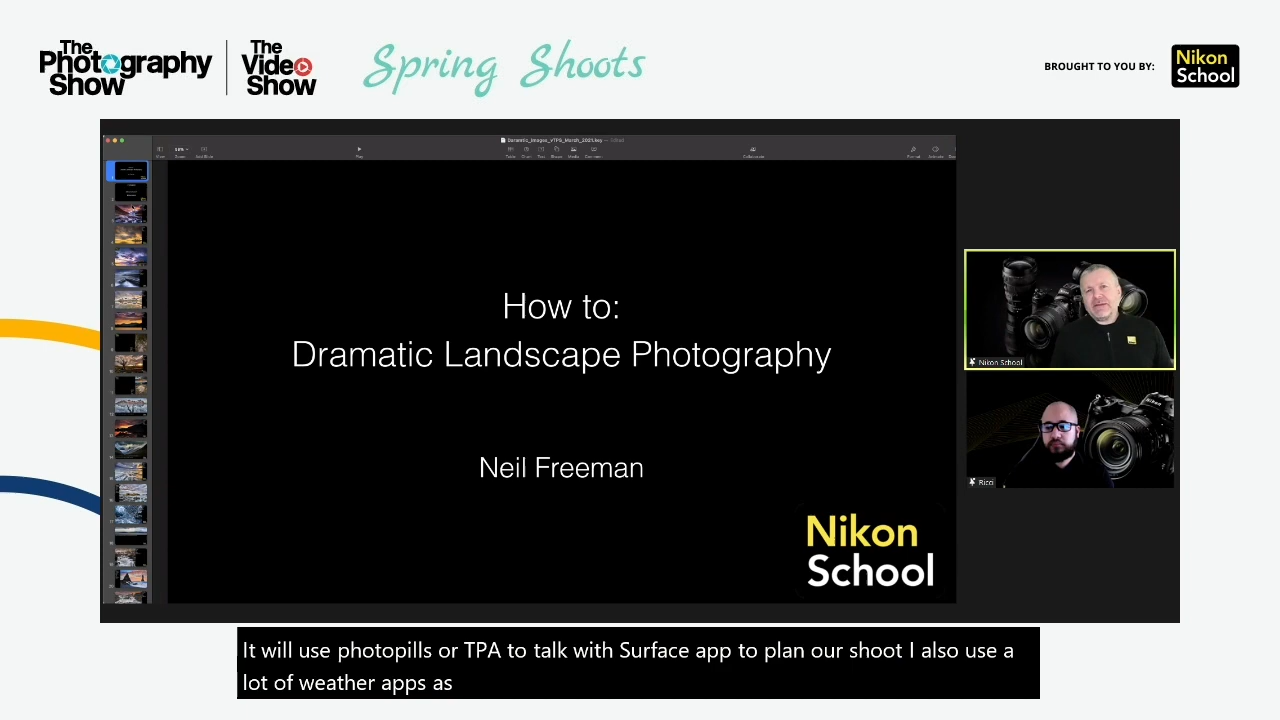 The
Photography
Show
The
Video
Show
Spring Shoots
BROUGHT TO YOU BY:
Nikon
School
How to:
Dramatic Landscape Photography
Neil Freeman
Nikon
School
Nikon School
Nikon
Ricci
It will use photopills or TPA to talk with Surface app to plan our shoot I also use a
lot of weather apps as